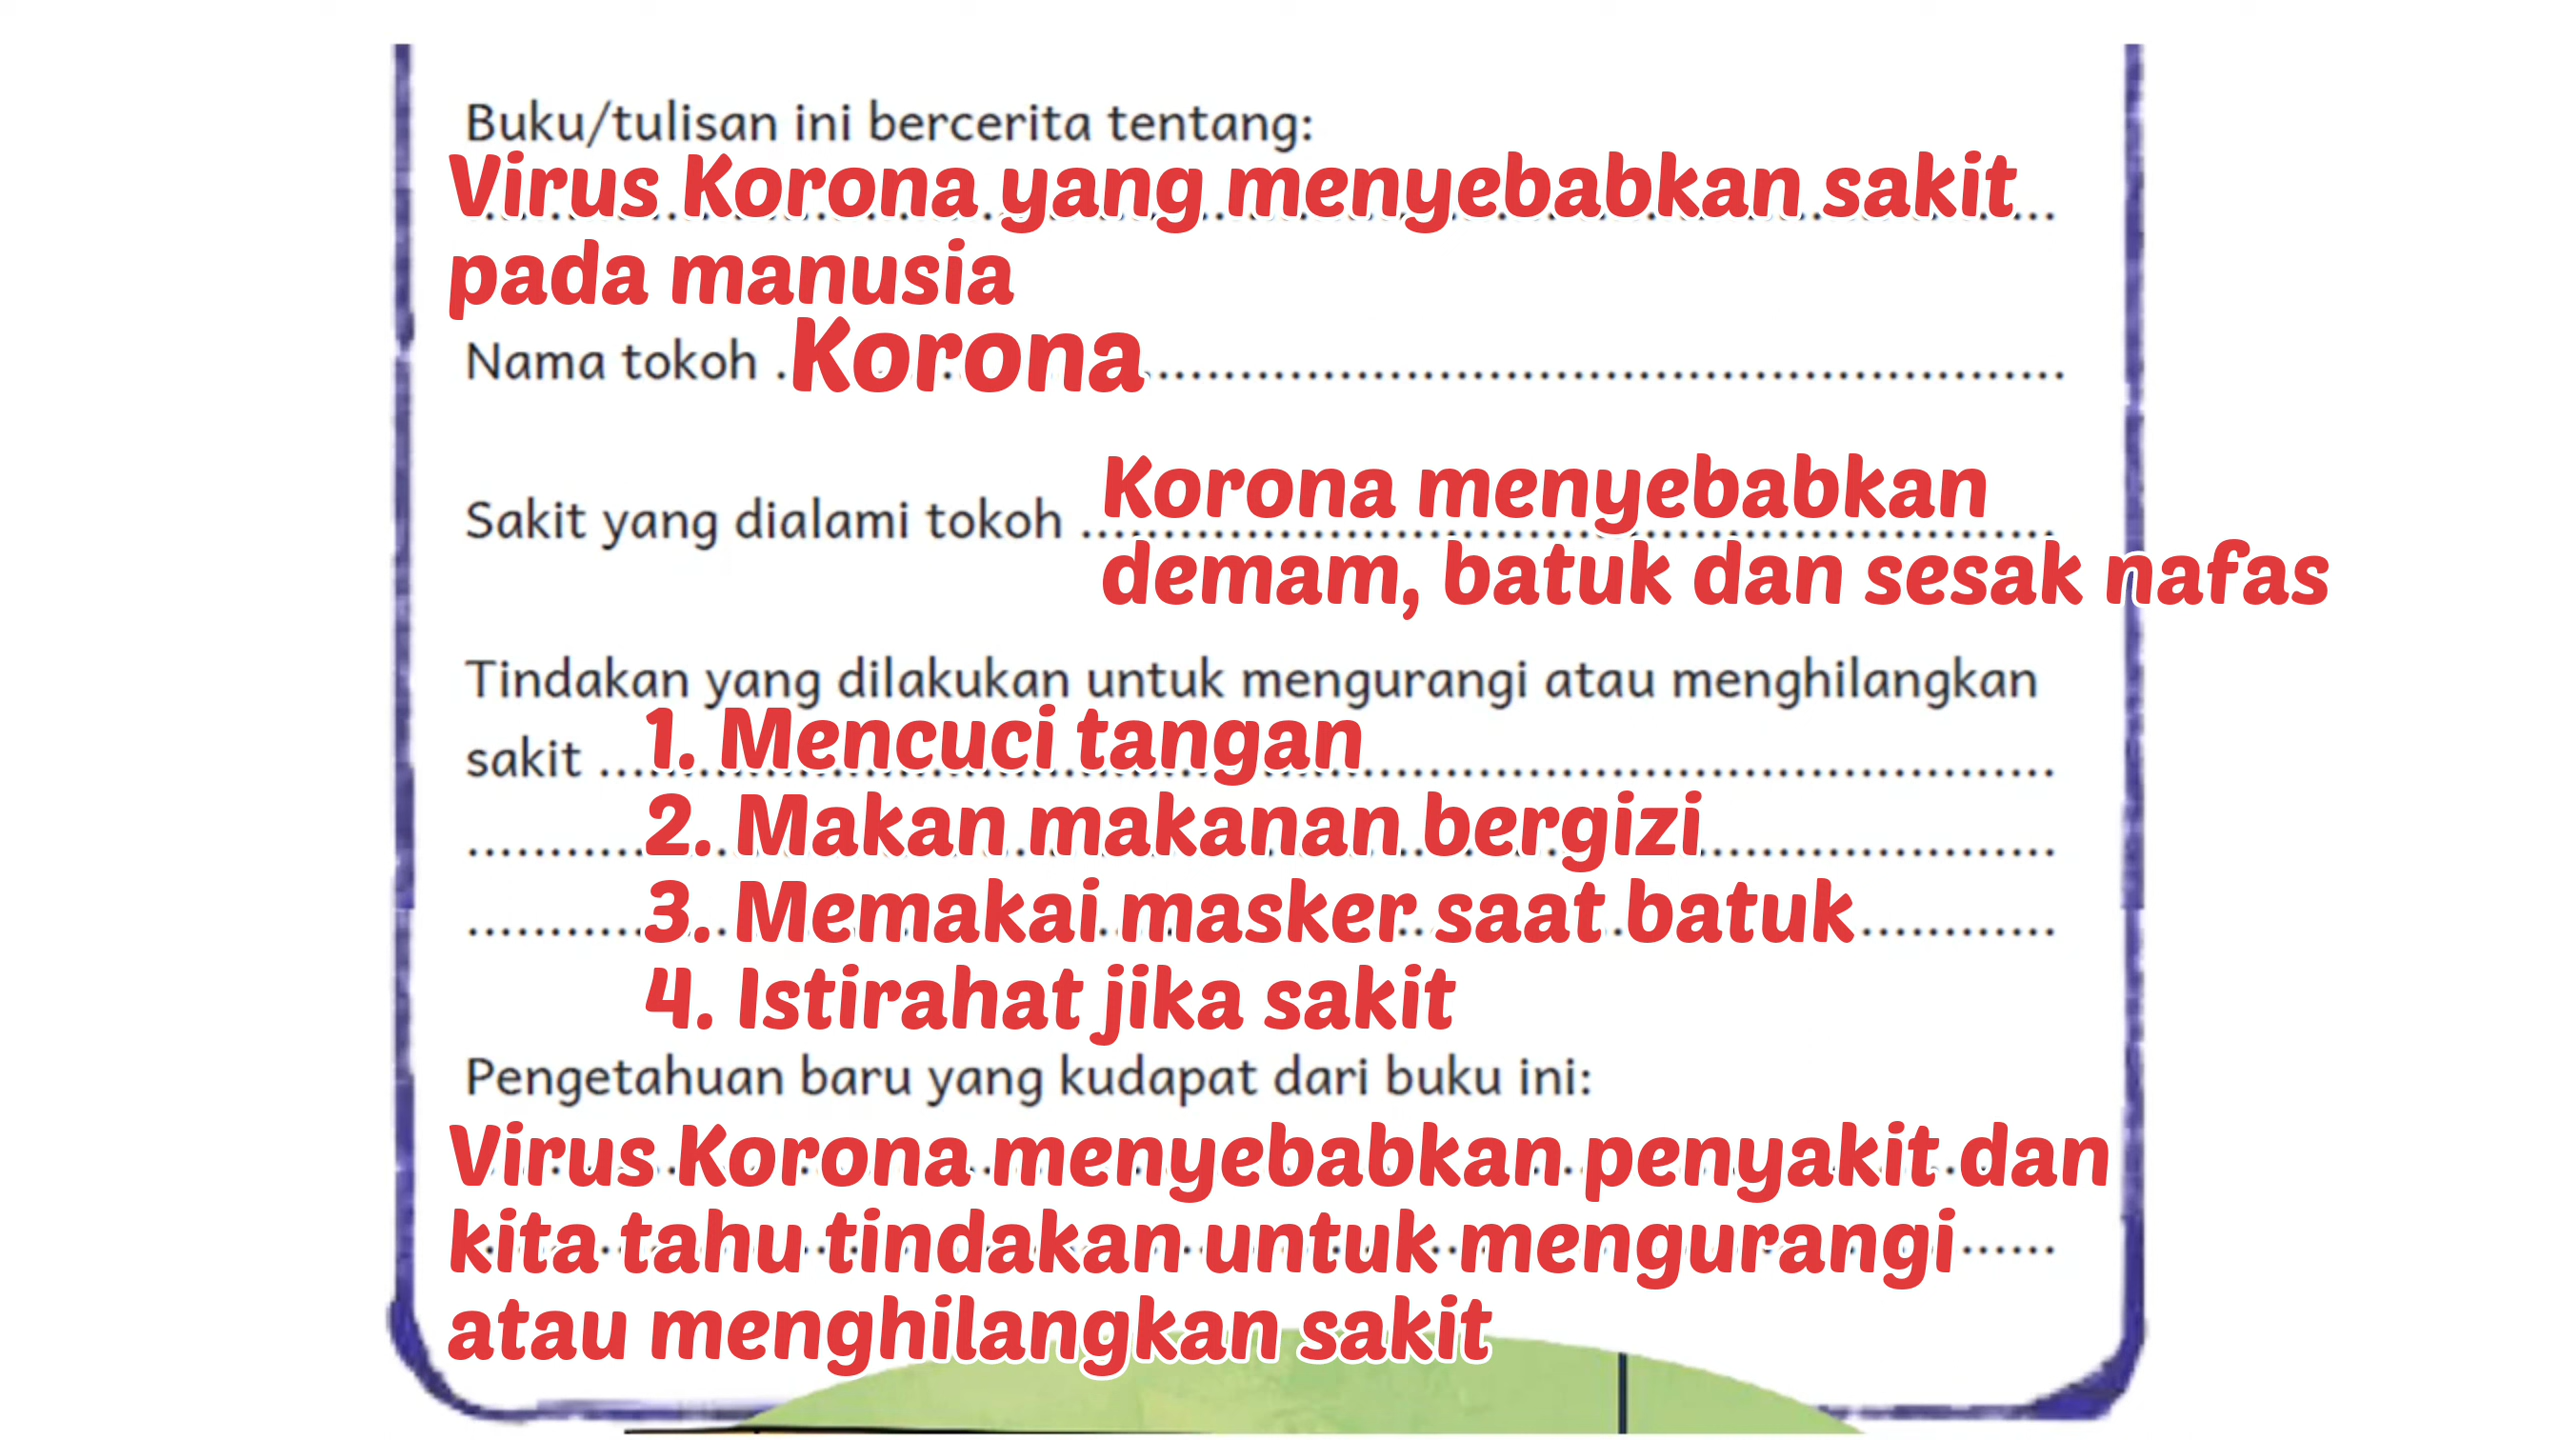 Buku/tulisan ini bercerita tentang:
Virus Korona yang menyebabkan sakit
pada manusia
Nama tokoh Korona
Korona menyebabkan
Sakit yang dialami tokoh
demam, batuk dan sesak nafas
Tindakan yang dilakukan untuk mengurangi atau menghilangkan
sakit 1. Mencuci tangan
2. Makan makanan bergizi
3. Memakai masker saat batuk
4. Istirahat jika sakit
Pengetahuan baru yang kudapat dari buku ini:
Virus Korona menyebabkan penyakit dan
kita tahu tindakan untuk mengurangi
atau menghilangkan sakit